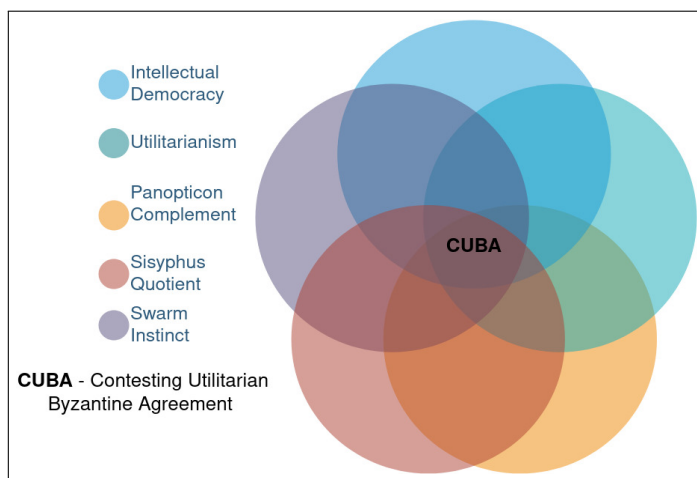 Intellectual
Democracy
Utilitarianism
Panopticon
Complement
Sisyphus
Quotient
Swarm
Instinct
CUBA - Contesting Utilitarian
Byzantine Agreement
CUBA